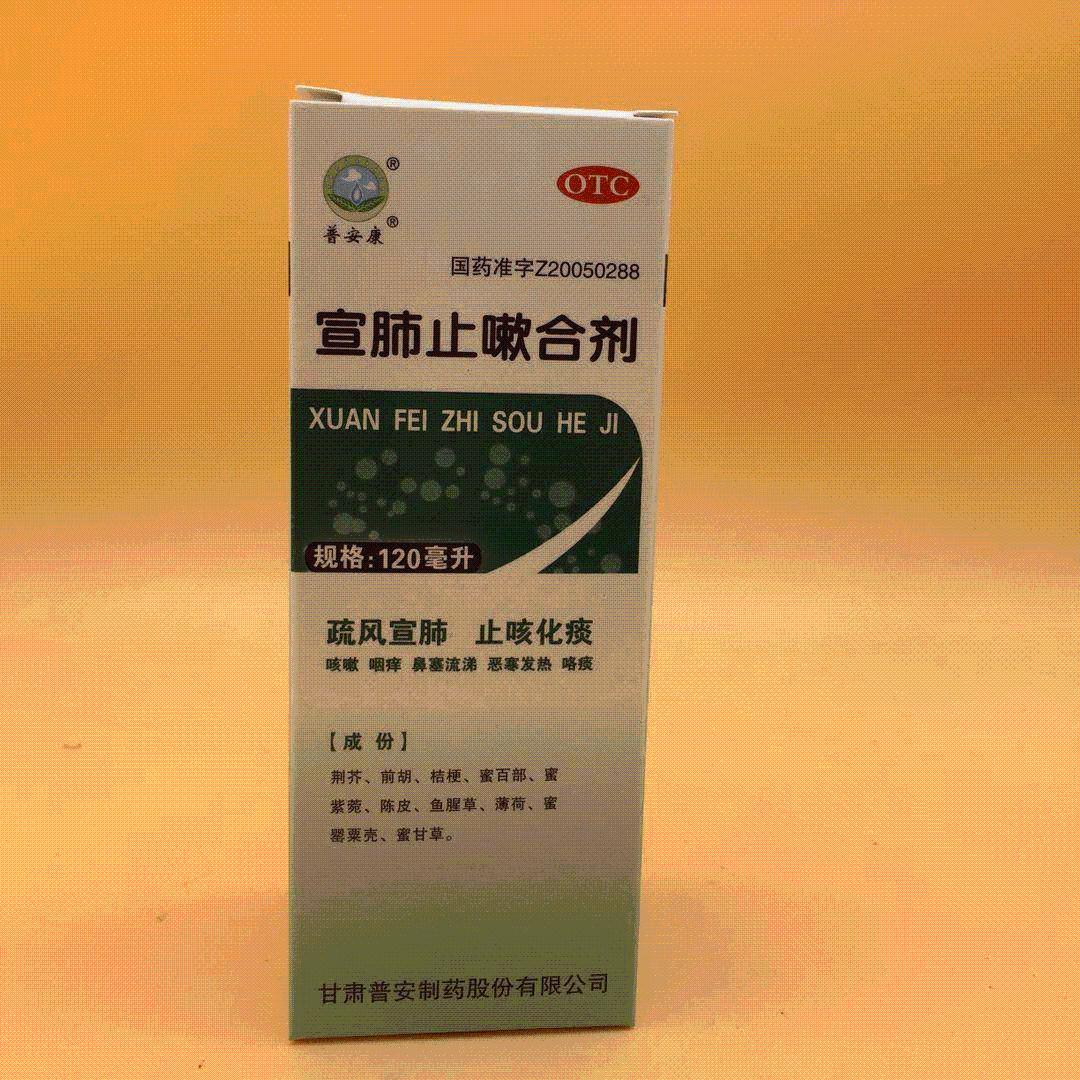 ®
OTC
普安康®
国药准字Z20050288
宣肺止嗽合剂
XUAN FEI ZHI SOU HE JI
规格:120毫升
疏风宣肺 止咳化痰
咳嗽 咽痒 鼻塞流涕 恶寒发热 咯痰
【成 份】
荆芥、前胡、桔梗、蜜百部、蜜
紫菀、陈皮、鱼腥草、薄荷、蜜
罂粟壳、蜜甘草。
甘肃普安制药股份有限公司